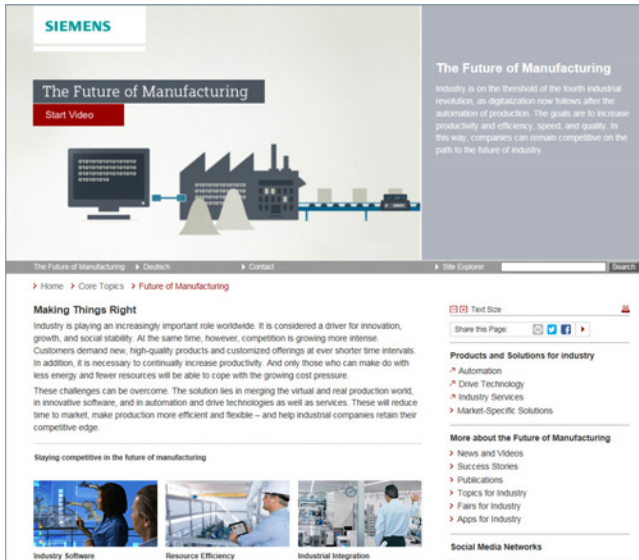 SIEMENS
The Future of Manufacturing
Start Video
The Future of Manufacturing
Industry is on the threshold of the fourth industrial
revolution, as digitalization now follows after the
automation of production. The goals are to increase
productivity and efficiency, speed, and quality. In
this way, companies can remain competitive on the
path to the future of industry.
The Future of Manufacturing Deutsch Contact Site Explorer Search
Home Core Topics Future of Manufacturing
Making Things Right
Industry is playing an increasingly important role worldwide. It is considered a driver for innovation,
growth, and social stability. At the same time, however, competition is growing more intense.
Customers demand new, high-quality products and customized offerings at ever shorter time intervals.
In addition, it is necessary to continually increase productivity. And only those who can make do with
less energy and fewer resources will be able to cope with the growing cost pressure.
These challenges can be overcome. The solution lies in merging the virtual and real production world,
in innovative software, and in automation and drive technologies as well as services. These will reduce
time to market, make production more efficient and flexible – and help industrial companies retain their
competitive edge.
Staying competitive in the future of manufacturing
Industry Software
Resource Efficiency
Industrial Integration
Text Size
Share this Page:
Products and Solutions for industry
Automation
Drive Technology
Industry Services
Market-Specific Solutions
More about the Future of Manufacturing
News and Videos
Success Stories
Publications
Topics for Industry
Fairs for Industry
Apps for Industry
Social Media Networks